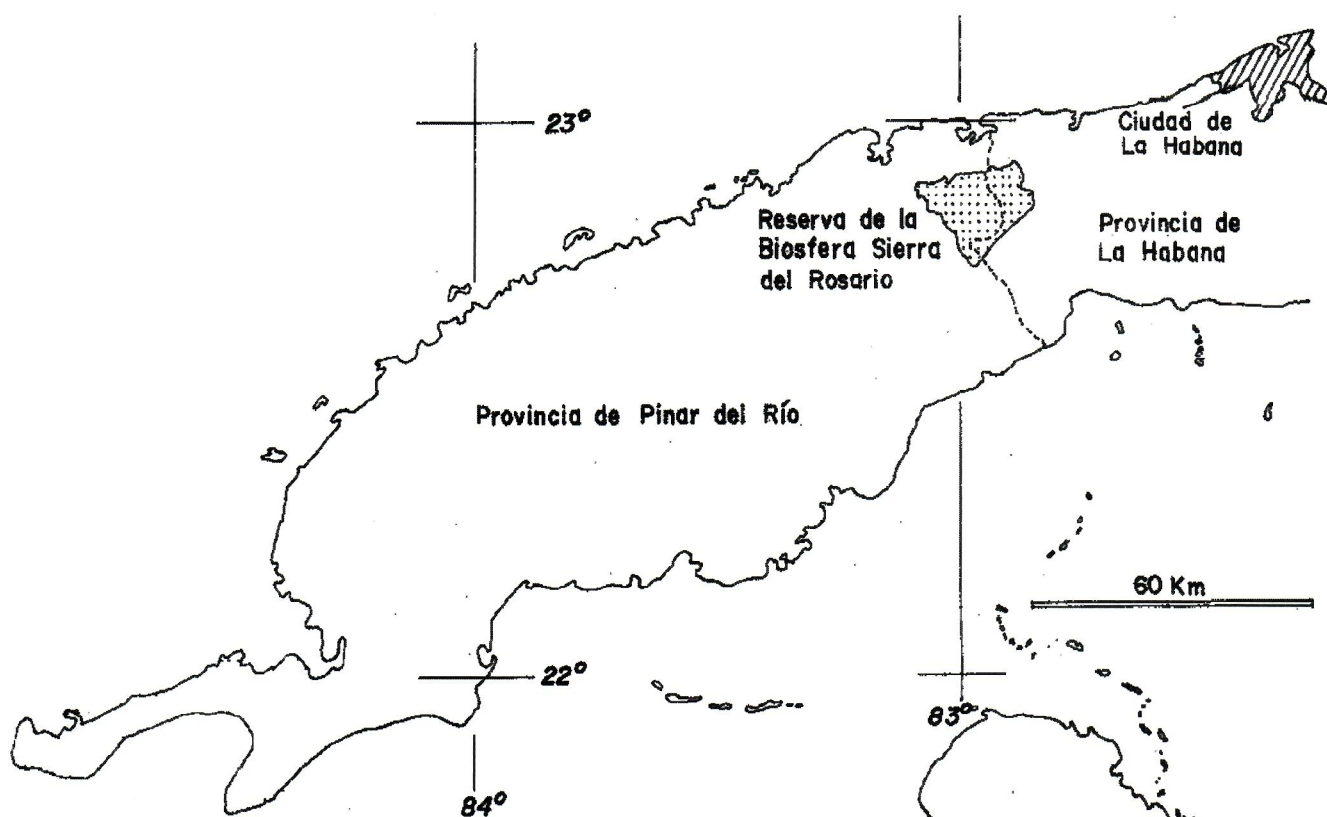 23°
Ciudad de
La Habana
Reserva de la
Biosfera Sierra
del Rosario
Provincia de
La Habana
Provincia de Pinar del Río
60 Km
22°
83°
84°